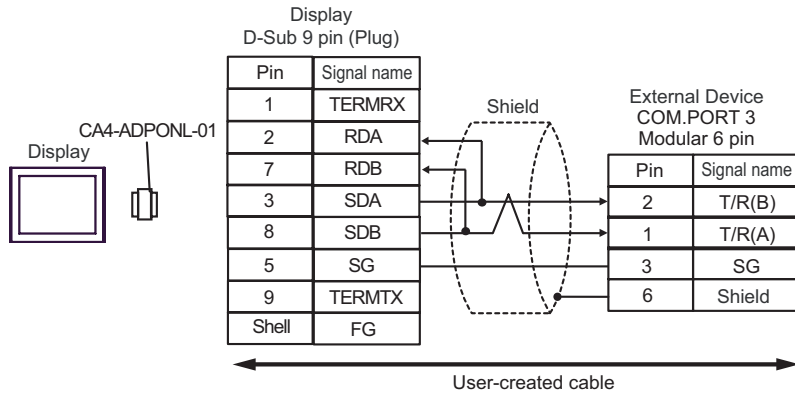 Display
D-Sub 9 pin (Plug)
Pin Signal name
1 TERMRX
2 RDA
7 RDB
3 SDA
8 SDB
5 SG
9 TERMTX
Shell FG
CA4-ADPONL-01
Display
Shield
External Device
COM.PORT 3
Modular 6 pin
Pin Signal name
2 T/R(B)
1 T/R(A)
3 SG
6 Shield
User-created cable